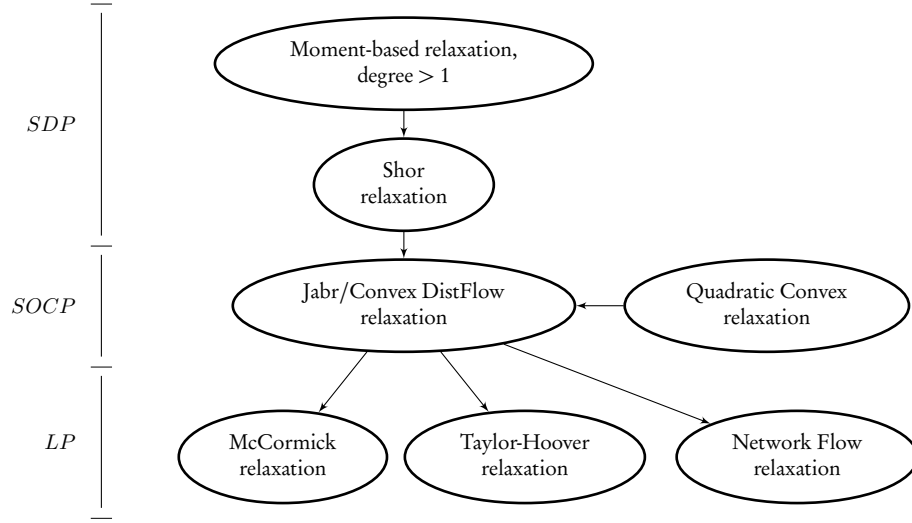 Moment-based relaxation,
degree > 1
SDP
Shor
relaxation
SOCP
Jabr/Convex DistFlow
relaxation
Quadratic Convex
relaxation
LP
McCormick
relaxation
Taylor-Hoover
relaxation
Network Flow
relaxation